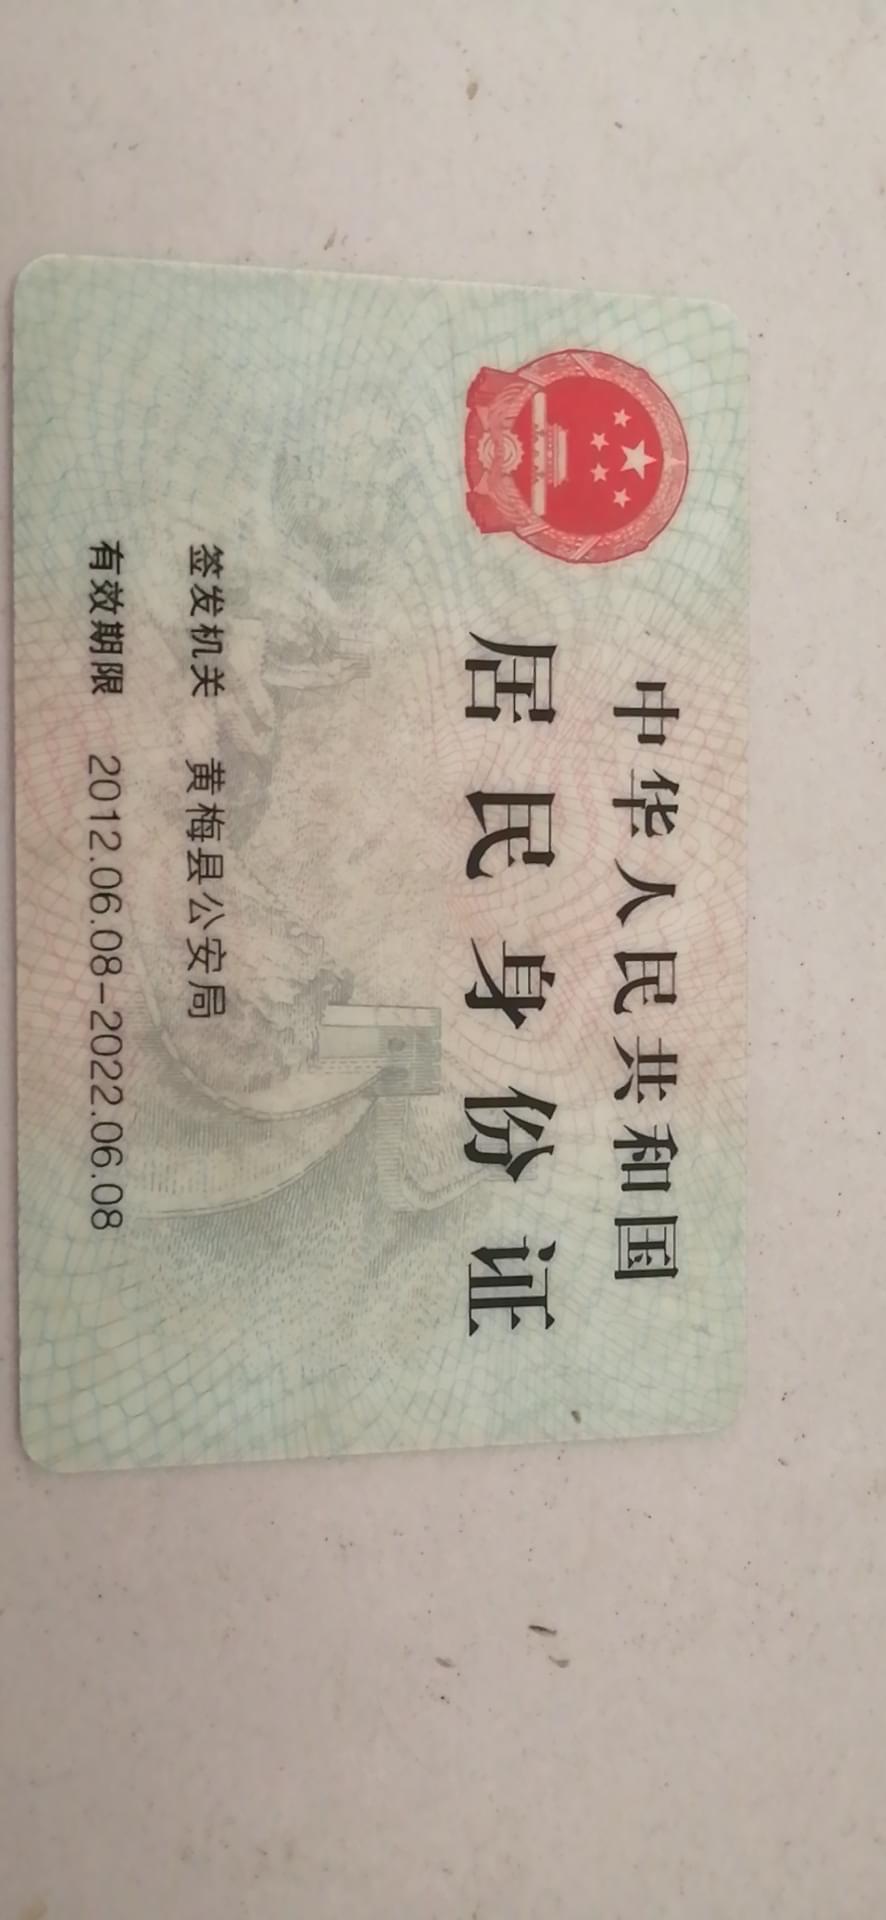 中华人民共和国
居民身份证
签发机关 黄梅县公安局
有效期限 2012.06.08-2022.06.08